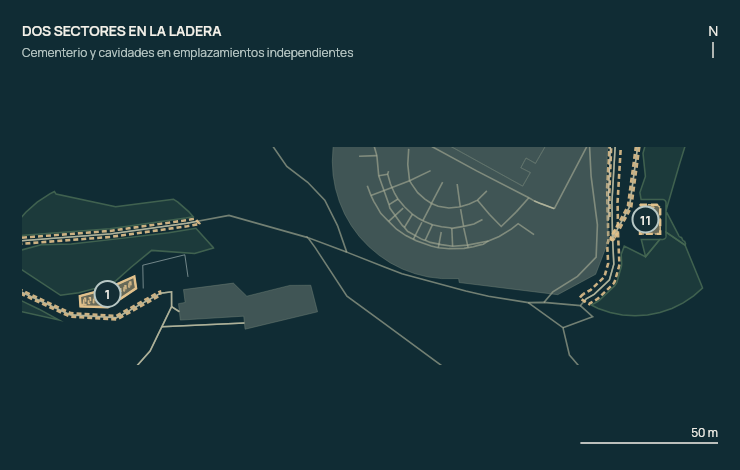 DOS SECTORES EN LA LADERA
N
Cementerio y cavidades en emplazamientos independientes
11
1
50 m